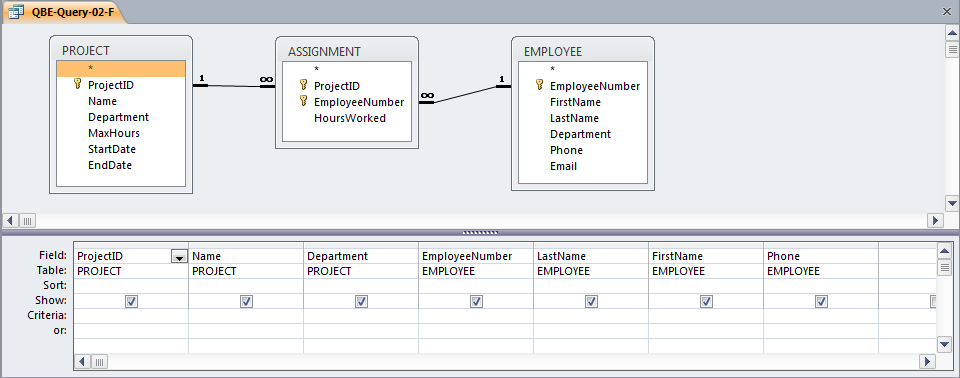 QBE-Query-02-F
PROJECT
*
ProjectID
Name
Department
MaxHours
StartDate
EndDate
1 ∞
ASSIGNMENT
*
ProjectID
EmployeeNumber
HoursWorked
∞ 1
EMPLOYEE
*
EmployeeNumber
FirstName
LastName
Department
Phone
Email
Field: ProjectID Name Department EmployeeNumber LastName FirstName Phone
Table: PROJECT PROJECT PROJECT EMPLOYEE EMPLOYEE EMPLOYEE EMPLOYEE
Sort:
Show:
Criteria:
or: